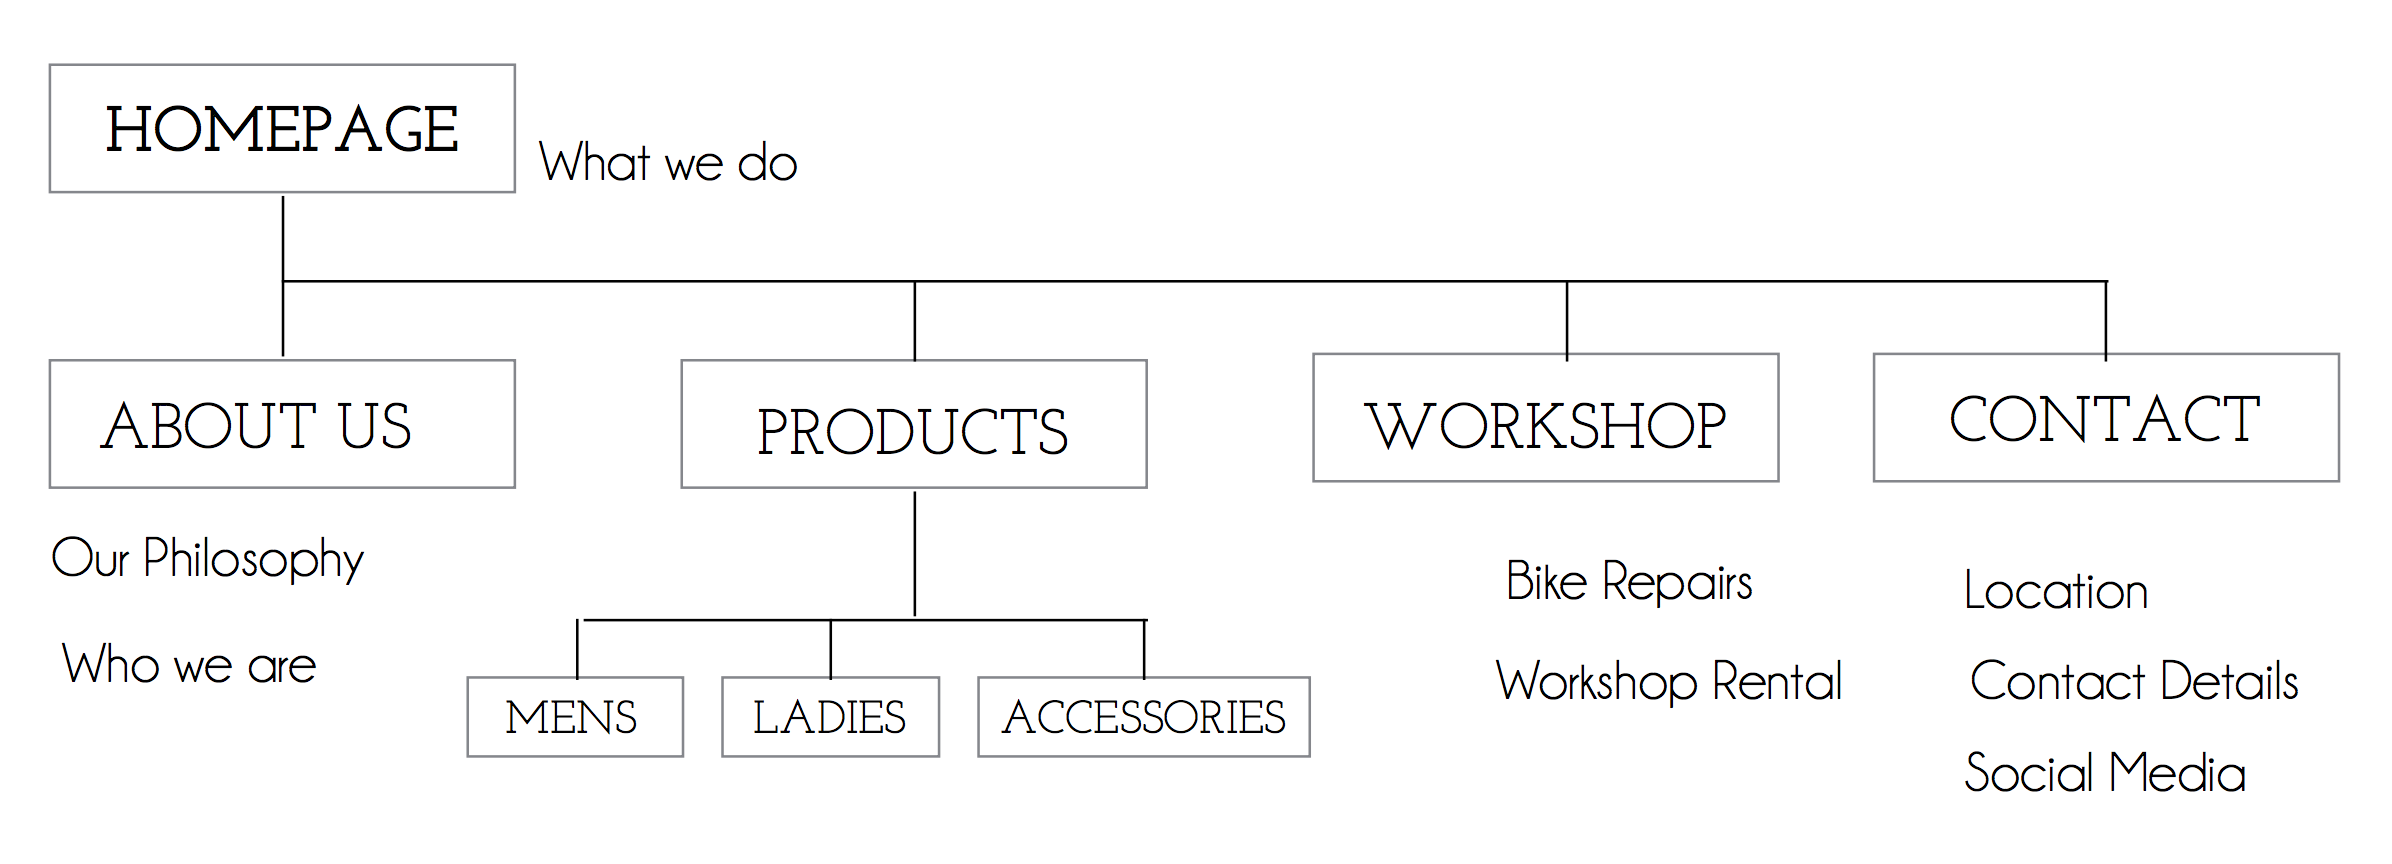 HOMEPAGE
What we do
ABOUT US
PRODUCTS
WORKSHOP
CONTACT
Our Philosophy
Who we are
MENS
LADIES
ACCESSORIES
Bike Repairs
Workshop Rental
Location
Contact Details
Social Media